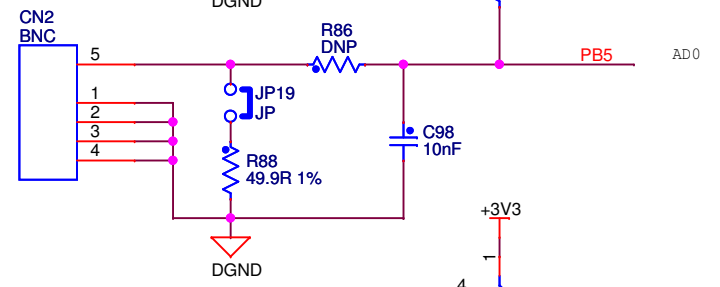 DGND
CN2
BNC
R86
DNP
5
PB5
AD0
1
JP19
2
JP
3
C98
10nF
4
R88
49.9R 1%
+3V3
DGND
1
4